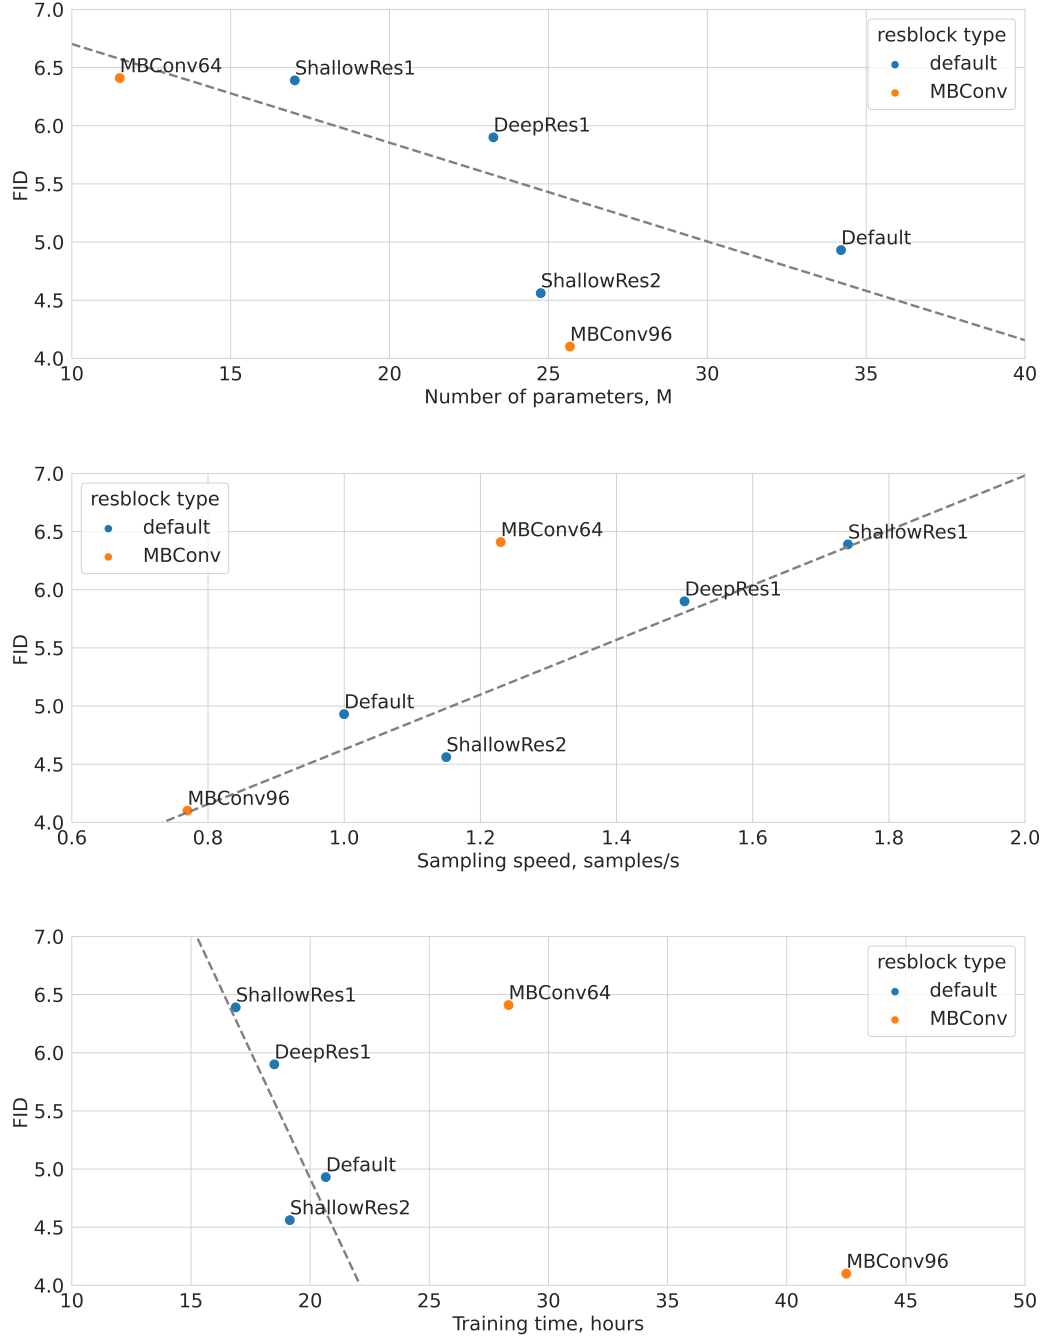 7.0
6.5
6.0
5.5
5.0
4.5
4.0
FID
MBConv64
ShallowRes1
DeepRes1
Default
ShallowRes2
MBConv96
resblock type
default
MBConv
10 15 20 25 30 35 40
Number of parameters, M
7.0
6.5
6.0
5.5
5.0
4.5
4.0
FID
resblock type
default
MBConv
MBConv64
ShallowRes1
DeepRes1
Default
ShallowRes2
MBConv96
0.6 0.8 1.0 1.2 1.4 1.6 1.8 2.0
Sampling speed, samples/s
7.0
6.5
6.0
5.5
5.0
4.5
4.0
FID
resblock type
default
MBConv
ShallowRes1
MBConv64
DeepRes1
Default
ShallowRes2
MBConv96
10 15 20 25 30 35 40 45 50
Training time, hours